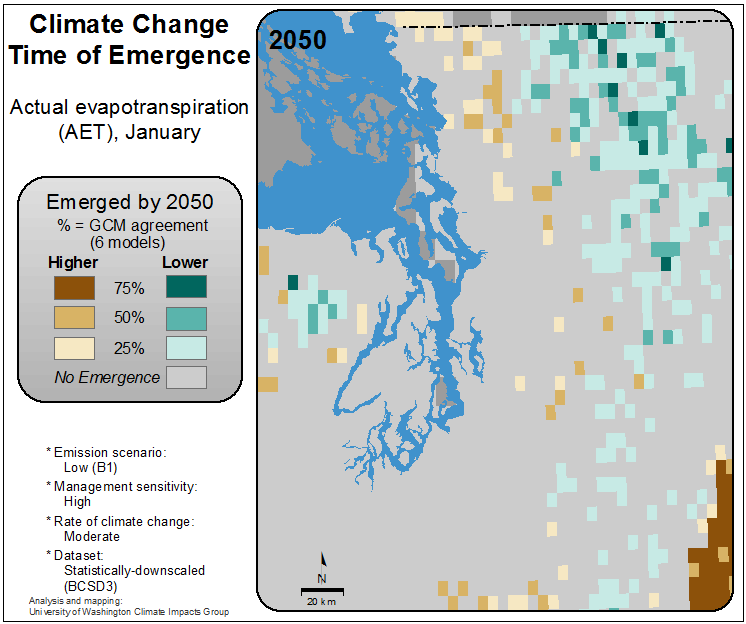 Climate Change
Time of Emergence
Actual evapotranspiration
(AET), January
Emerged by 2050
% = GCM agreement
(6 models)
Higher Lower
75%
50%
25%
No Emergence
* Emission scenario:
Low (B1)
* Management sensitivity:
High
* Rate of climate change:
Moderate
* Dataset:
Statistically-downscaled
(BCSD3)
Analysis and mapping:
University of Washington Climate Impacts Group
2050
N
20 km